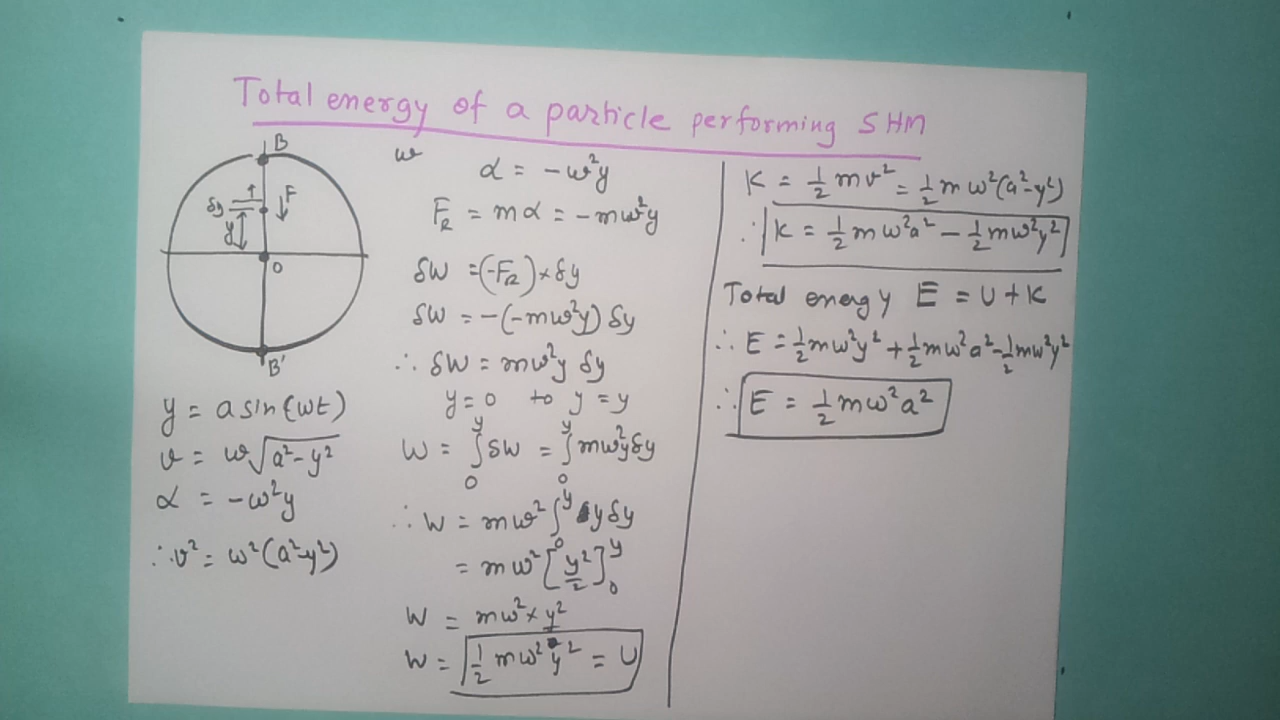 Total energy of a particle performing SHM
B
δy
F
y
O
B'
y = a sin(ωt)
v = ω√(a²-y²)
α = -ω²y
∴ v² = ω²(a²-y²)
ω
α = -ω²y
F_R = mα = -mω²y
δW = (-F_R) × δy
δW = -(-mω²y) δy
∴ δW = mω²y δy
y=0 to y=y
W = ∫₀ʸ δW = ∫₀ʸ mω²y δy
∴ W = mω² ∫₀ʸ y δy
= mω² [y²/2]₀ʸ
W = mω² × y²/2
W = ½ mω² y² = U
K = ½ mv² = ½ mω²(a²-y²)
∴ K = ½ mω²a² - ½ mω²y²
Total energy E = U + K
∴ E = ½ mω²y² + ½ mω²a² - ½ mω²y²
∴ E = ½ mω²a²